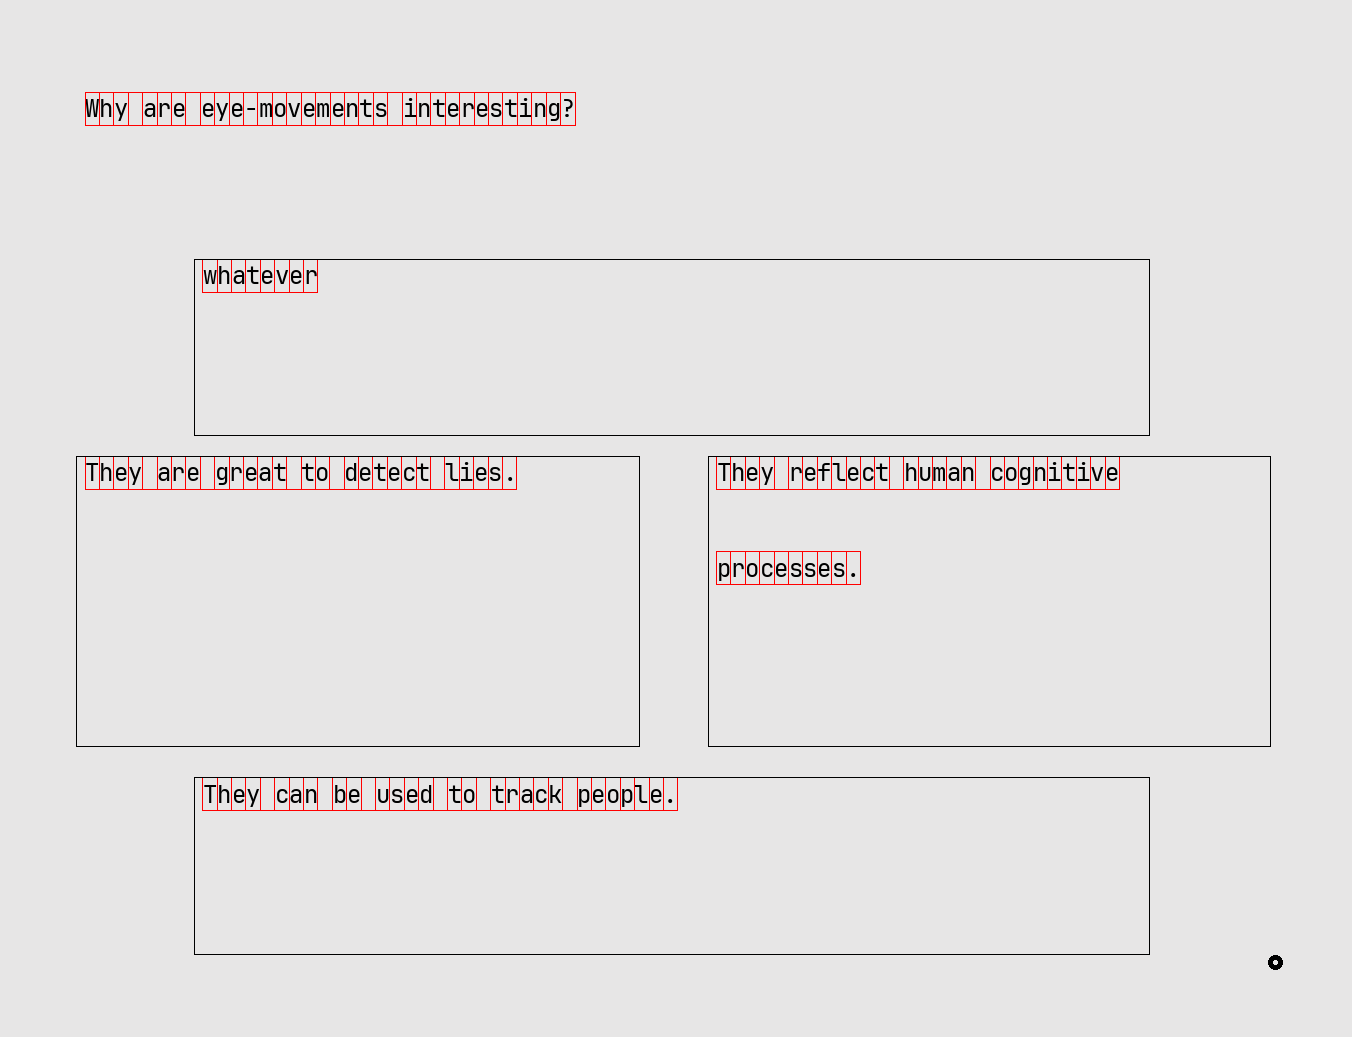 Why are eye-movements interesting?
whatever
They are great to detect lies.
They reflect human cognitive
processes.
They can be used to track people.